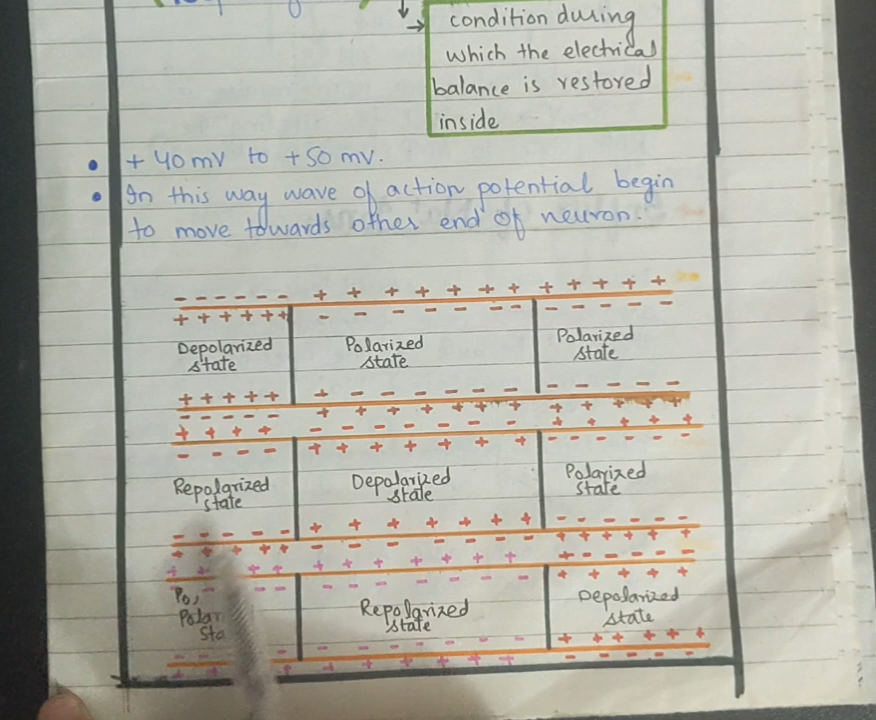 condition during
which the electrical
balance is restored
inside
• + 40 mV to +50 mV.
• In this way wave of action potential begin
to move towards other end of neuron.
- - - - - - + + + + + + + + + + + +
+ + + + + + - - - - - - - - - - - -
Depolarized Polarized Polarized
state state state
+ + + + + + - - - - - - - - - - -
- - - - - + + + + + + + + + + + +
+ + + + - - - - - - - + + + + + +
- - - - + + + + + + + - - - - - -
Repolarized Depolarized Polarized
state state state
- - - - - + + + + + + + - - - - - -
+ + + + + - - - - - - - + + + + + +
+ + + + + + + + + + +- - - - -
- - - - - - - - + + + + +
Repolarized Depolarized
state state
- - - - - - - - + + + + + +
+ + + + + + + - - - - -